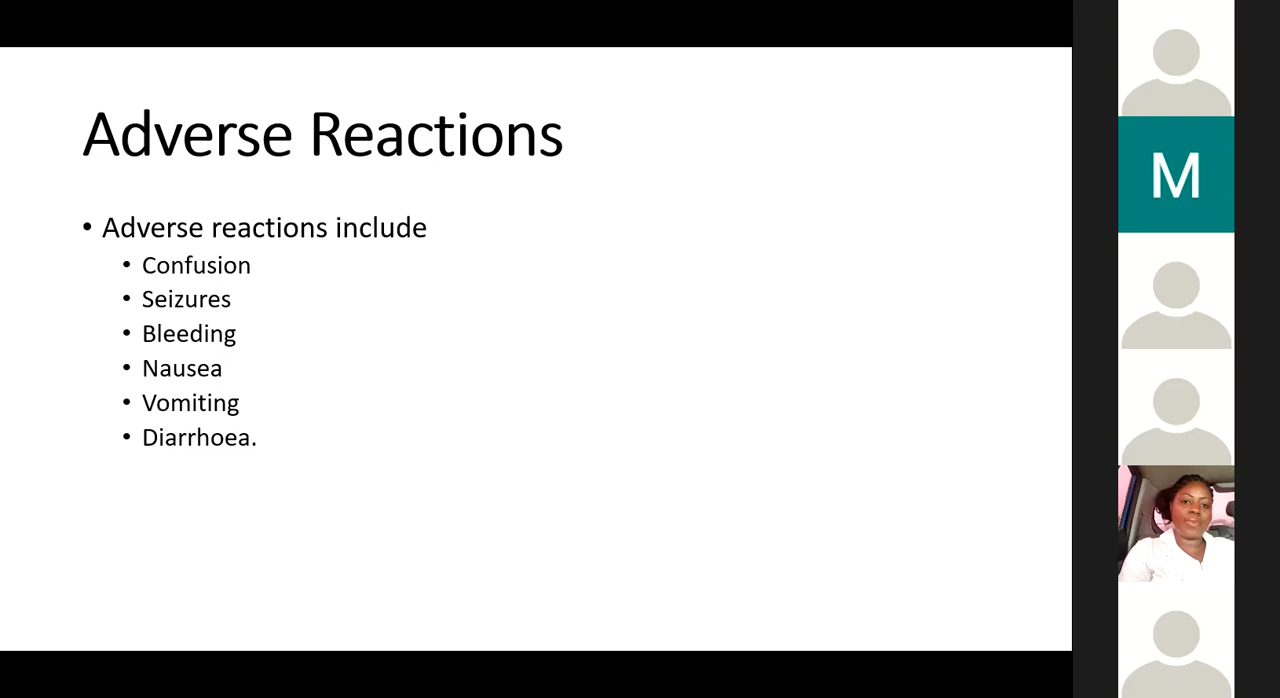 Adverse Reactions
• Adverse reactions include
• Confusion
• Seizures
• Bleeding
• Nausea
• Vomiting
• Diarrhoea.
M